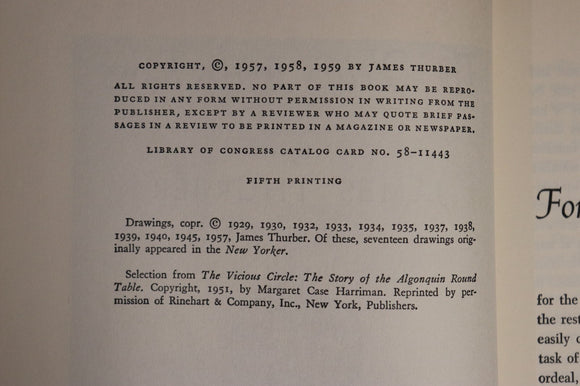 COPYRIGHT, ©, 1957, 1958, 1959 BY JAMES THURBER
ALL RIGHTS RESERVED. NO PART OF THIS BOOK MAY BE REPRO-
DUCED IN ANY FORM WITHOUT PERMISSION IN WRITING FROM THE
PUBLISHER, EXCEPT BY A REVIEWER WHO MAY QUOTE BRIEF PAS-
SAGES IN A REVIEW TO BE PRINTED IN A MAGAZINE OR NEWSPAPER.
LIBRARY OF CONGRESS CATALOG CARD NO. 58-11443
FIFTH PRINTING
Drawings, copr. © 1929, 1930, 1932, 1933, 1934, 1935, 1937, 1938,
1939, 1940, 1945, 1957, James Thurber. Of these, seventeen drawings orig-
inally appeared in the New Yorker.
Selection from The Vicious Circle: The Story of the Algonquin Round
Table. Copyright, 1951, by Margaret Case Harriman. Reprinted by per-
mission of Rinehart & Company, Inc., New York, Publishers.
for the
the rest
easily
task of
ordeal,